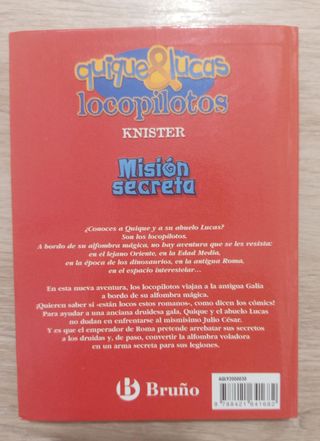 quique&lucas
locopilotos
KNISTER
Misión
secreta
¿Conoces a Quique y a su abuelo Lucas?
Son los locopilotos.
A bordo de su alfombra mágica, no hay aventura que se les resista:
en el lejano Oriente, en la Edad Media,
en la época de los dinosaurios, en la antigua Roma,
en el espacio interestelar…
En esta nueva aventura, los locopilotos viajan a la antigua Galia
a bordo de su alfombra mágica.
¡Quieren saber si «están locos estos romanos», como dicen los cómics!
Para ayudar a una anciana druidesa gala, Quique y el abuelo Lucas
no dudan en enfrentarse al mismísimo Julio César.
Y es que el emperador de Roma pretende arrebatar sus secretos
a los druidas y, de paso, convertir la alfombra voladora
en un arma secreta para sus legiones.
B Bruño
9 788421 641682